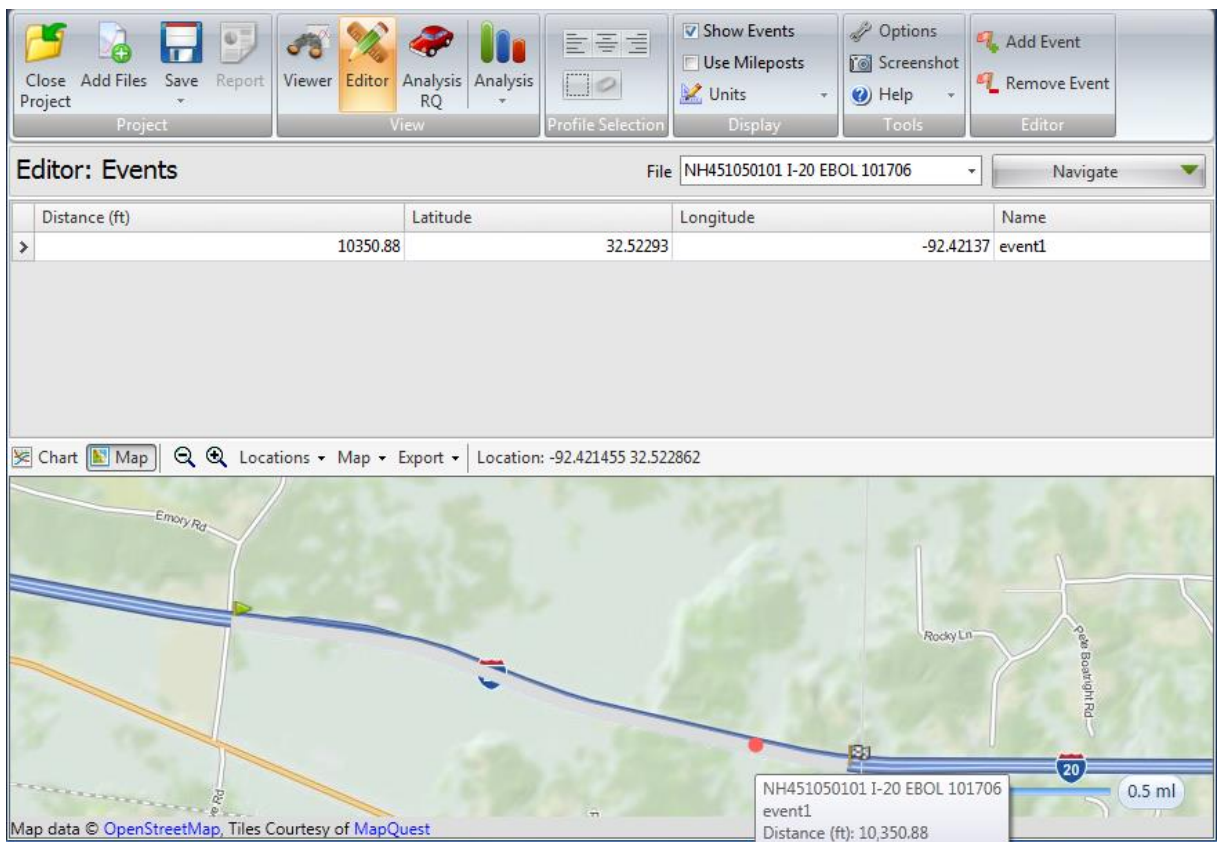 Close Project
Add Files
Save
Report
Project
Viewer
Editor
Analysis RQ
Analysis
View
Profile Selection
Show Events
Use Mileposts
Units
Display
Options
Screenshot
Help
Tools
Add Event
Remove Event
Editor
Editor: Events
File NH451050101 I-20 EBOL 101706
Navigate
Distance (ft) Latitude Longitude Name
10350.88 32.52293 -92.42137 event1
Chart Map Locations Map Export Location: -92.421455 32.522862
Emory Rd
Rocky Ln
Pete Boatright Rd
20
0.5 ml
Rd
NH451050101 I-20 EBOL 101706
event1
Distance (ft): 10,350.88
Map data © OpenStreetMap, Tiles Courtesy of MapQuest